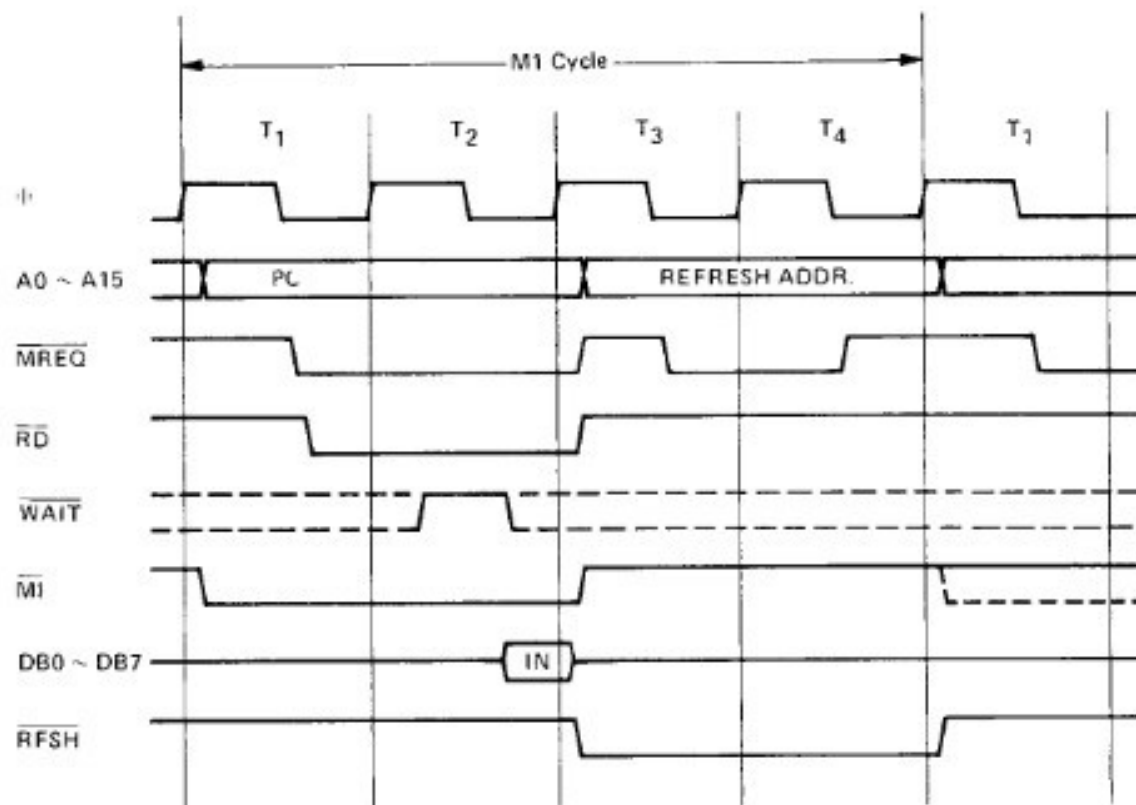 M1 Cycle
T1 T2 T3 T4 T1
Φ
A0 ~ A15 PC REFRESH ADDR.
MREQ
RD
WAIT
M1
DB0 ~ DB7 IN
RFSH